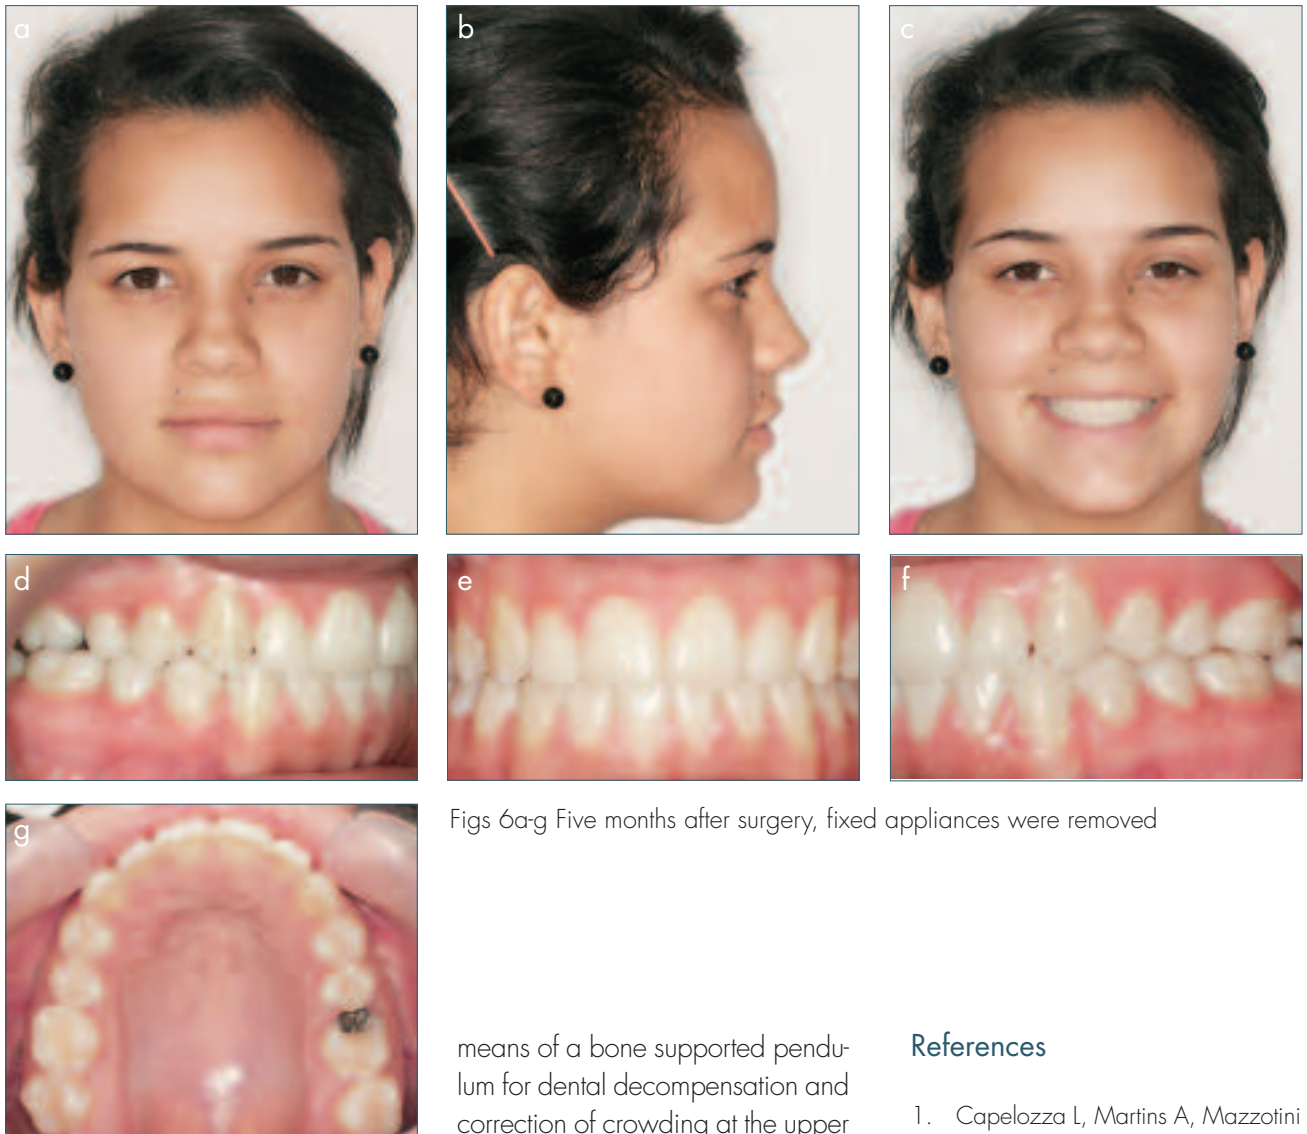 a
b
c
d
e
f
g
Figs 6a-g Five months after surgery, fixed appliances were removed
means of a bone supported pendu-
lum for dental decompensation and
correction of crowding at the upper
References
1. Capelozza L, Martins A, Mazzotini